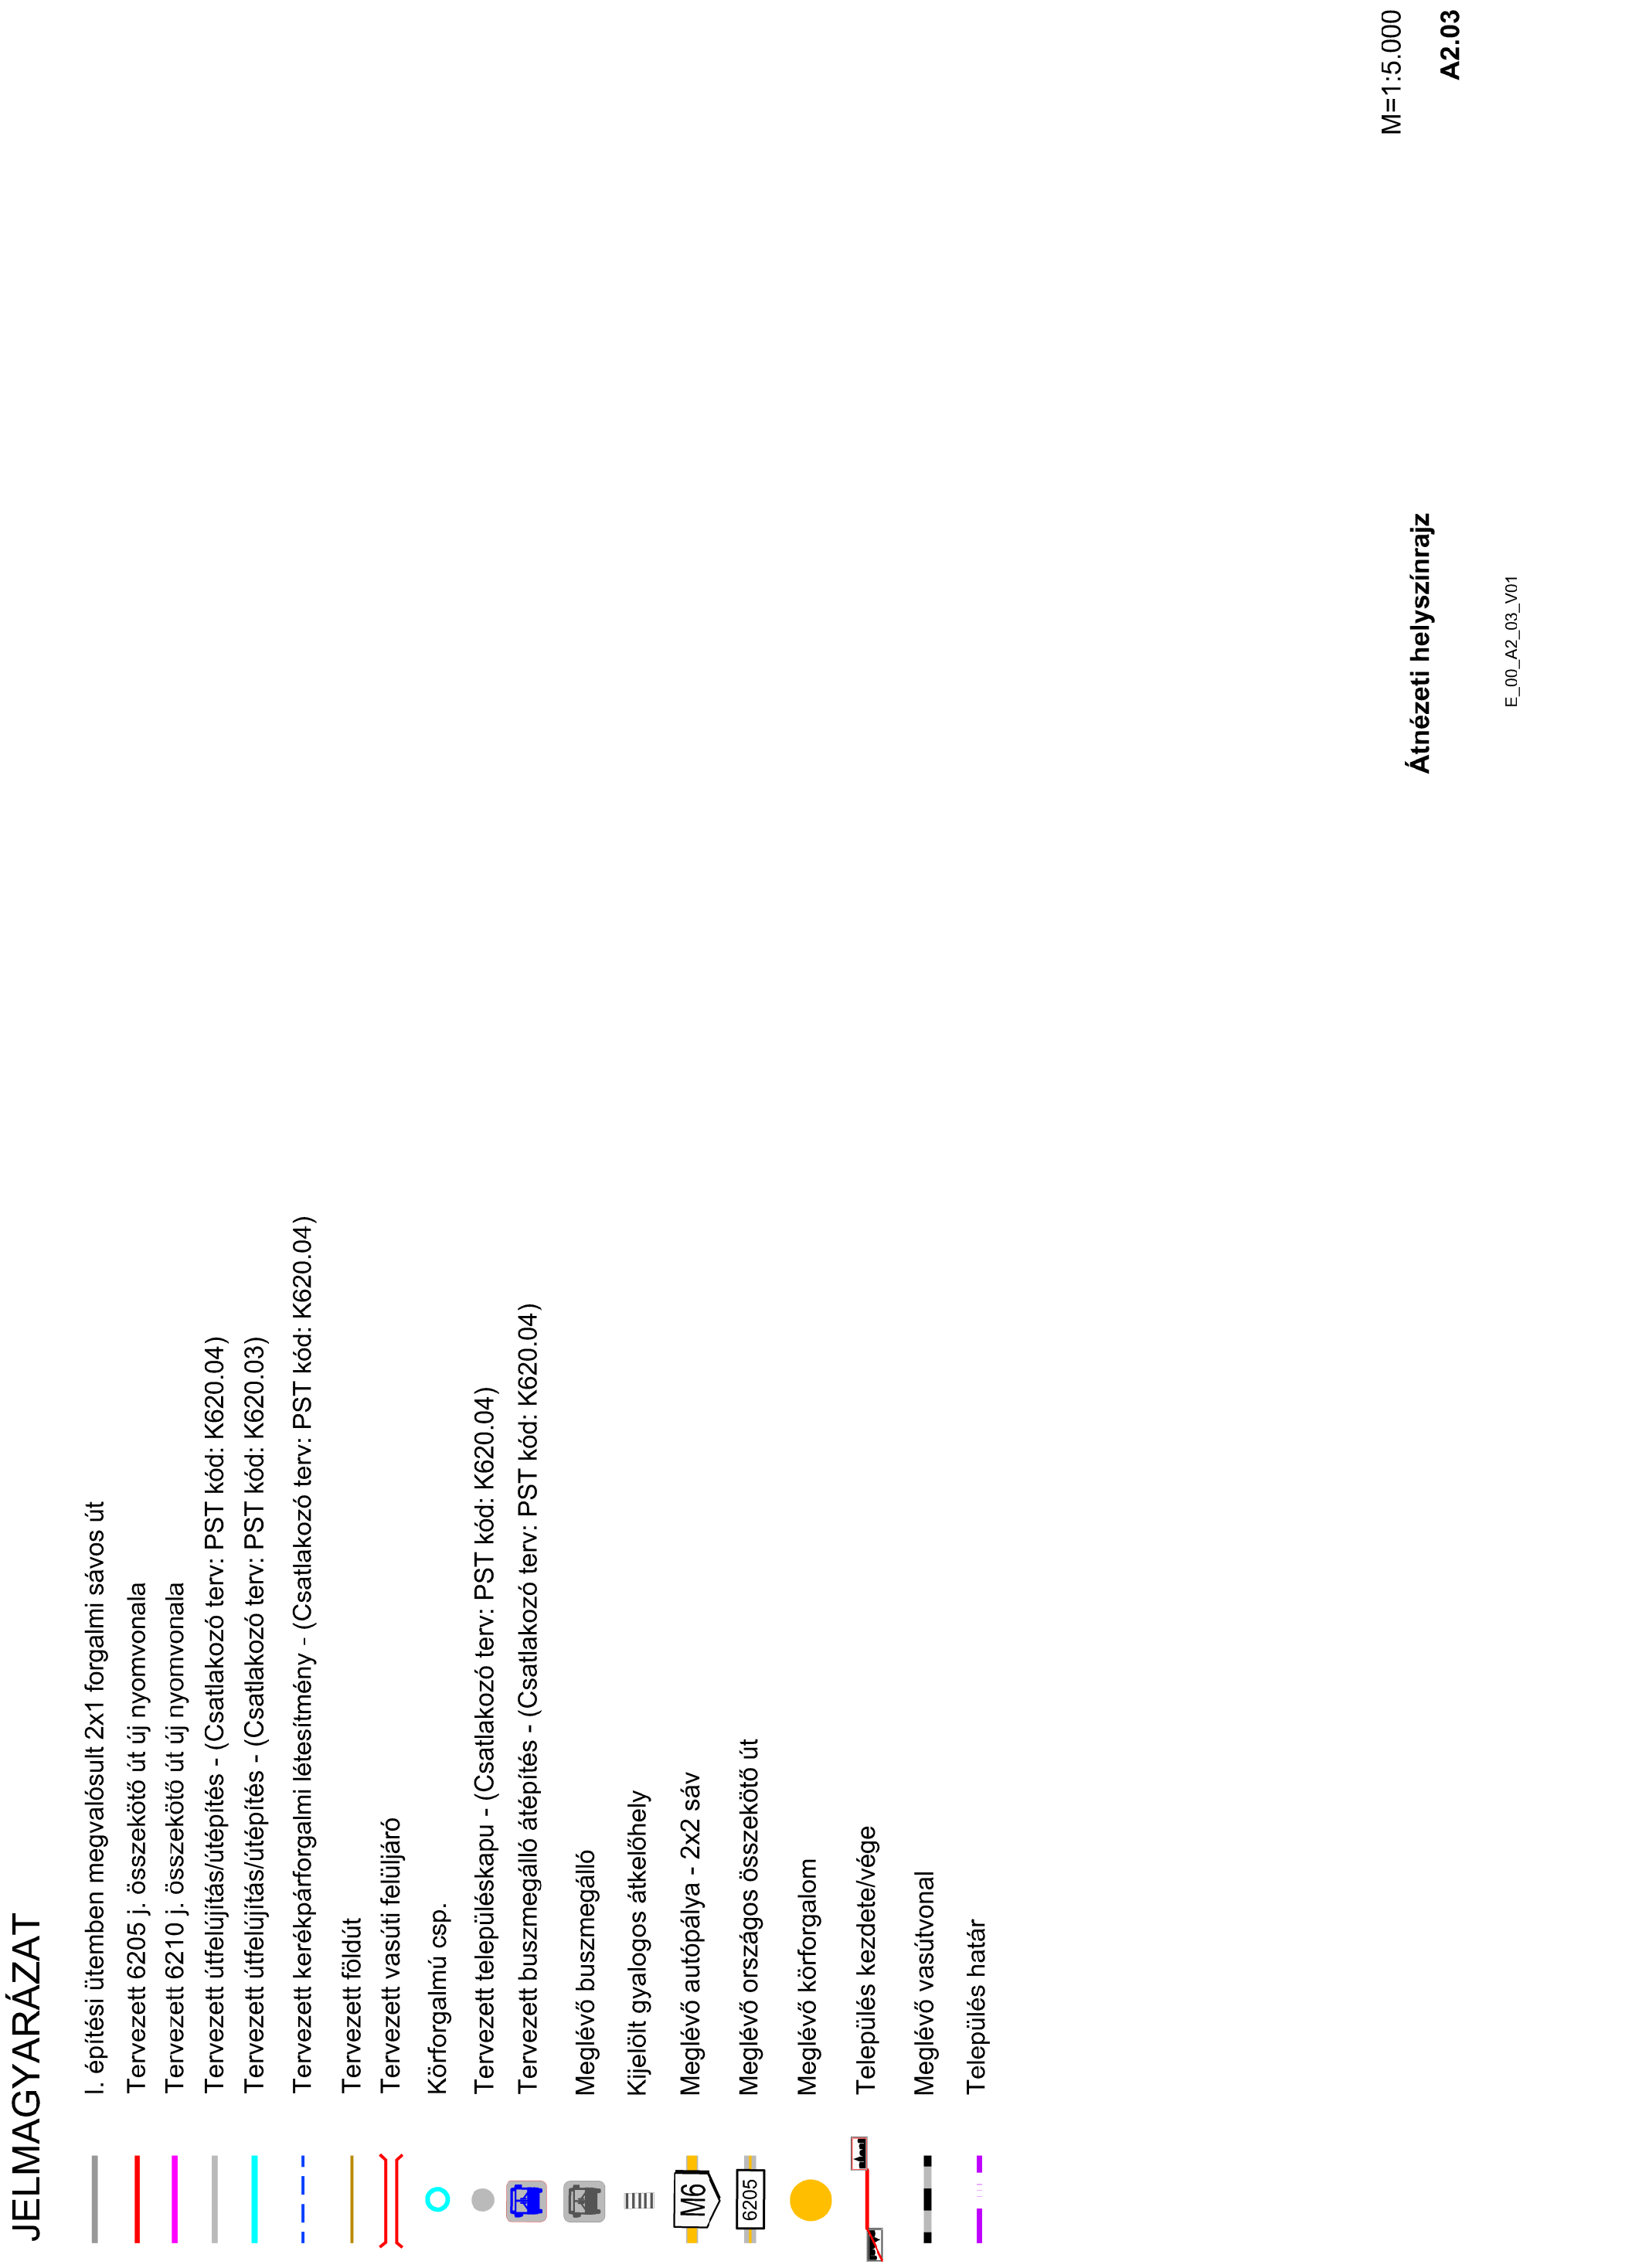 JELMAGYARÁZAT
I. építési ütemben megvalósult 2x1 forgalmi sávos út
Tervezett 6205 j. összekötő út új nyomvonala
Tervezett 6210 j. összekötő út új nyomvonala
Tervezett útfelújítás/útépítés - (Csatlakozó terv: PST kód: K620.04)
Tervezett útfelújítás/útépítés - (Csatlakozó terv: PST kód: K620.03)
Tervezett kerékpárforgalmi létesítmény - (Csatlakozó terv: PST kód: K620.04)
Tervezett földút
Tervezett vasúti felüljáró
Körforgalmú csp.
Tervezett településkapu - (Csatlakozó terv: PST kód: K620.04)
Tervezett buszmegálló átépítés - (Csatlakozó terv: PST kód: K620.04)
Meglévő buszmegálló
Kijelölt gyalogos átkelőhely
M6 Meglévő autópálya - 2x2 sáv
6205 Meglévő országos összekötő út
Meglévő körforgalom
Település kezdete/vége
Meglévő vasútvonal
Település határ
M=1:5.000
Átnézeti helyszínrajz
A2.03
E_00_A2_03_V01